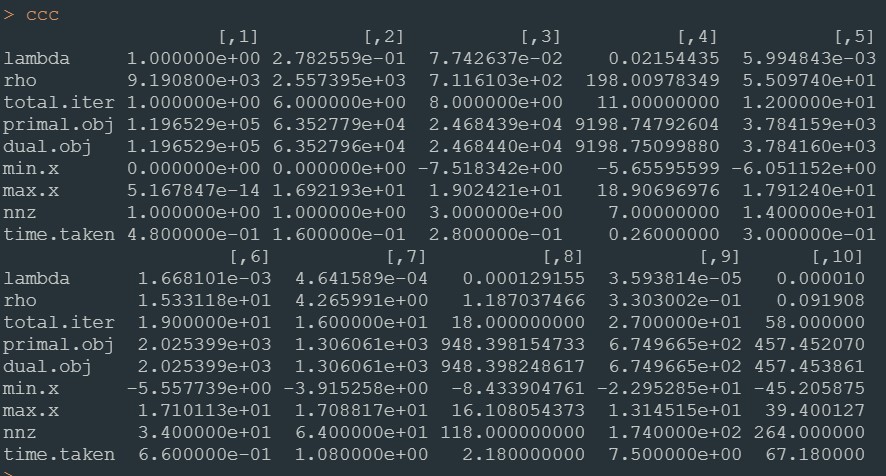 > ccc
[,1] [,2] [,3] [,4] [,5]
lambda 1.000000e+00 2.782559e-01 7.742637e-02 0.02154435 5.994843e-03
rho 9.190800e+03 2.557395e+03 7.116103e+02 198.00978349 5.509740e+01
total.iter 1.000000e+00 6.000000e+00 8.000000e+00 11.00000000 1.200000e+01
primal.obj 1.196529e+05 6.352779e+04 2.468439e+04 9198.74792604 3.784159e+03
dual.obj 1.196529e+05 6.352796e+04 2.468440e+04 9198.75099880 3.784160e+03
min.x 0.000000e+00 0.000000e+00 -7.518342e+00 -5.65595599 -6.051152e+00
max.x 5.167847e-14 1.692193e+01 1.902421e+01 18.90696976 1.791240e+01
nnz 1.000000e+00 1.000000e+00 3.000000e+00 7.00000000 1.400000e+01
time.taken 4.800000e-01 1.600000e-01 2.800000e-01 0.26000000 3.000000e-01
[,6] [,7] [,8] [,9] [,10]
lambda 1.668101e-03 4.641589e-04 0.000129155 3.593814e-05 0.000010
rho 1.533118e+01 4.265991e+00 1.187037466 3.303002e-01 0.091908
total.iter 1.900000e+01 1.600000e+01 18.000000000 2.700000e+01 58.000000
primal.obj 2.025399e+03 1.306061e+03 948.398154733 6.749665e+02 457.452070
dual.obj 2.025399e+03 1.306061e+03 948.398248617 6.749665e+02 457.453861
min.x -5.557739e+00 -3.915258e+00 -8.433904761 -2.295285e+01 -45.205875
max.x 1.710113e+01 1.708817e+01 16.108054373 1.314515e+01 39.400127
nnz 3.400000e+01 6.400000e+01 118.000000000 1.740000e+02 264.000000
time.taken 6.600000e-01 1.080000e+00 2.180000000 7.500000e+00 67.180000
>